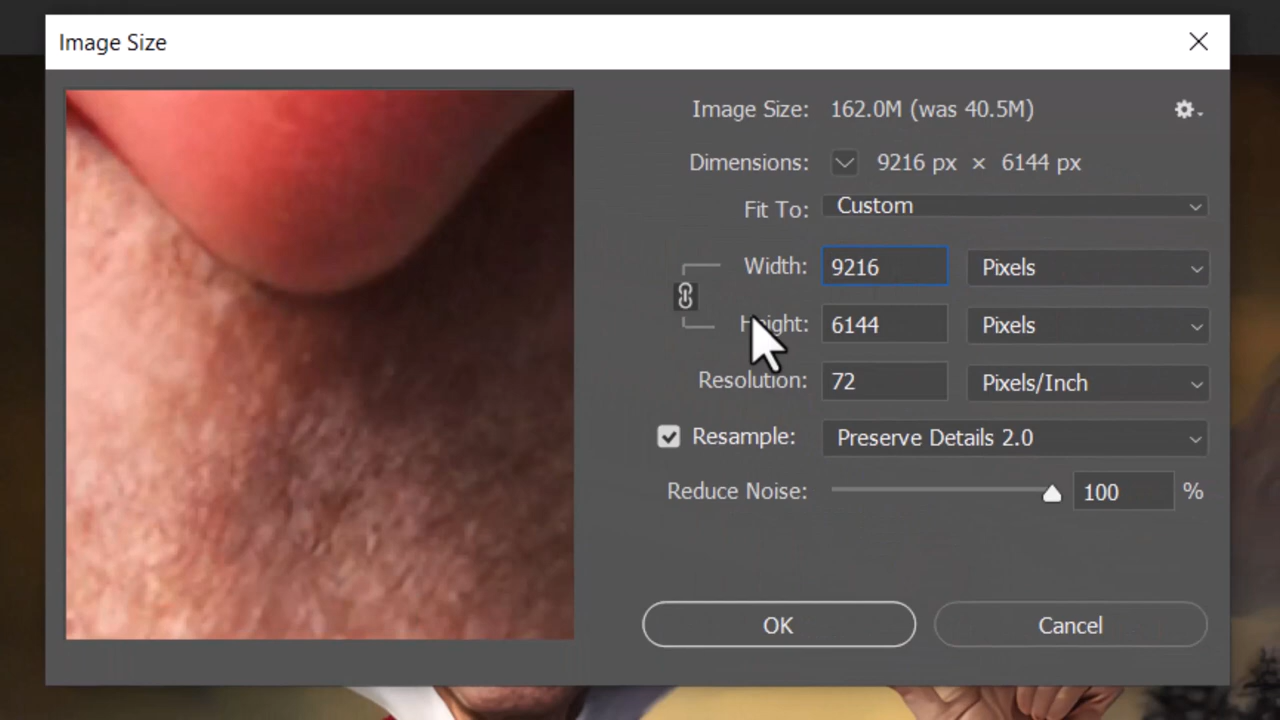 Image Size
Image Size: 162.0M (was 40.5M)
Dimensions: 9216 px × 6144 px
Fit To: Custom
Width: 9216 Pixels
Height: 6144 Pixels
Resolution: 72 Pixels/Inch
Resample: Preserve Details 2.0
Reduce Noise: 100 %
OK Cancel